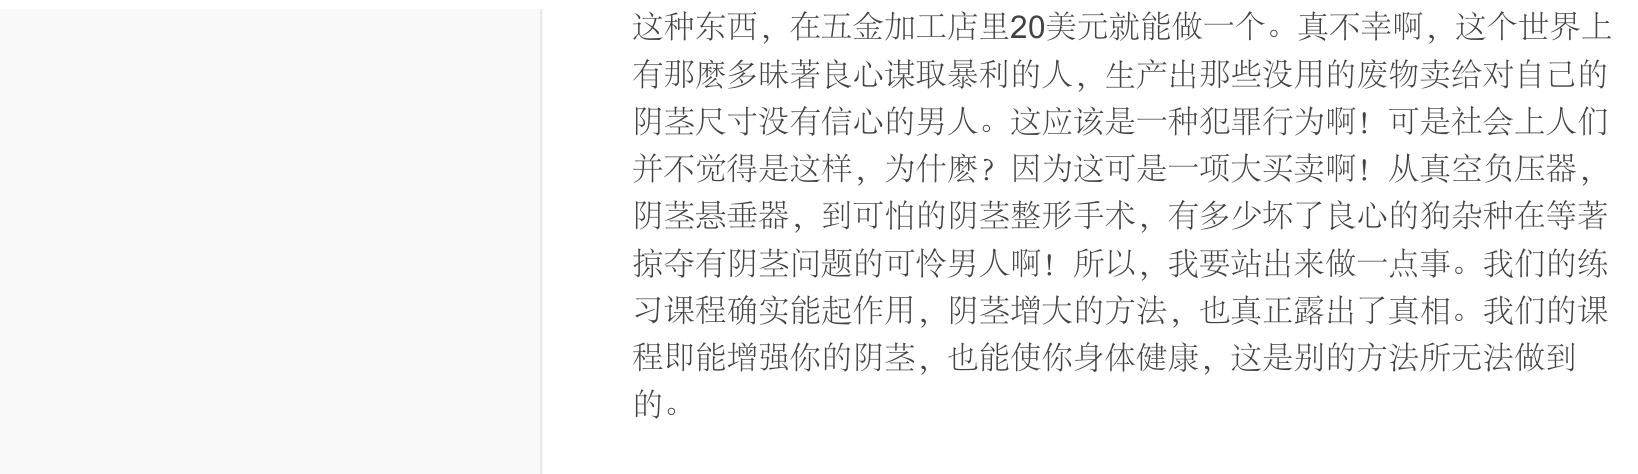 这种东西，在五金加工店里20美元就能做一个。真不幸啊，这个世界上
有那麽多昧著良心谋取暴利的人，生产出那些没用的废物卖给对自己的
阴茎尺寸没有信心的男人。这应该是一种犯罪行为啊！可是社会上人们
并不觉得是这样，为什麽？因为这可是一项大买卖啊！从真空负压器，
阴茎悬垂器，到可怕的阴茎整形手术，有多少坏了良心的狗杂种在等著
掠夺有阴茎问题的可怜男人啊！所以，我要站出来做一点事。我们的练
习课程确实能起作用，阴茎增大的方法，也真正露出了真相。我们的课
程即能增强你的阴茎，也能使你身体健康，这是别的方法所无法做到
的。